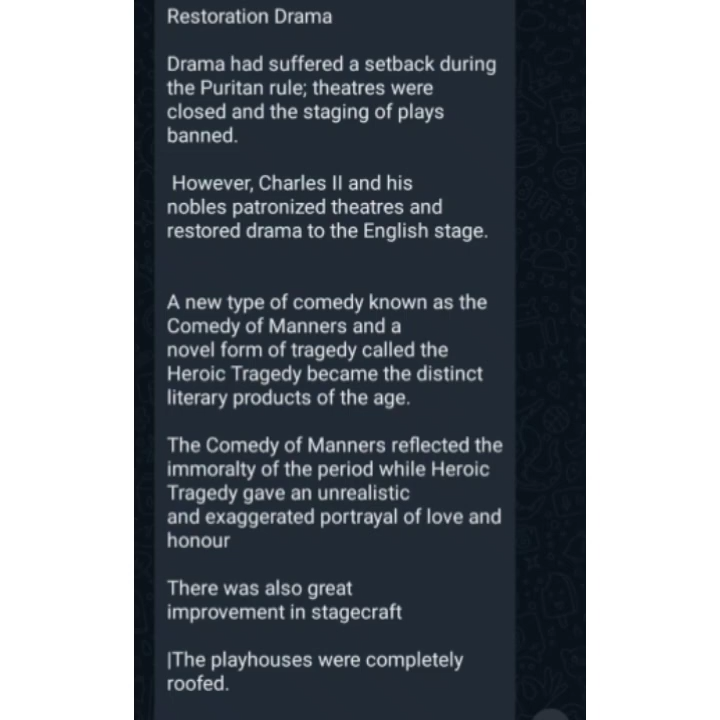 Restoration Drama
Drama had suffered a setback during
the Puritan rule; theatres were
closed and the staging of plays
banned.
However, Charles II and his
nobles patronized theatres and
restored drama to the English stage.
A new type of comedy known as the
Comedy of Manners and a
novel form of tragedy called the
Heroic Tragedy became the distinct
literary products of the age.
The Comedy of Manners reflected the
immoralty of the period while Heroic
Tragedy gave an unrealistic
and exaggerated portrayal of love and
honour
There was also great
improvement in stagecraft
|The playhouses were completely
roofed.